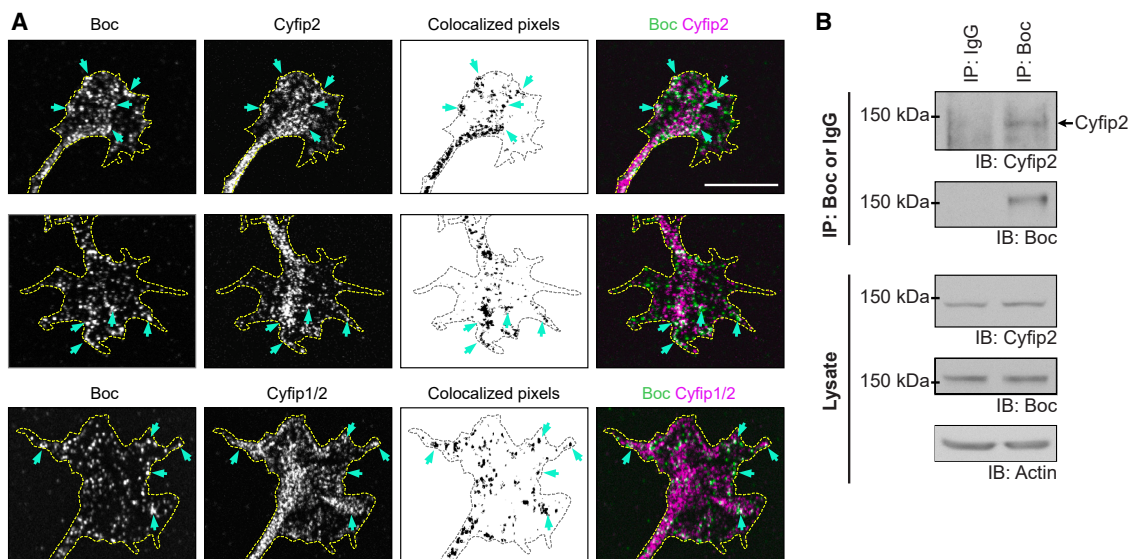 A
Boc Cyfip2 Colocalized pixels Boc Cyfip2
Boc Cyfip1/2 Colocalized pixels Boc Cyfip1/2
B
IP: IgG
IP: Boc
IP: Boc or IgG
150 kDa
Cyfip2
IB: Cyfip2
150 kDa
IB: Boc
Lysate
150 kDa
IB: Cyfip2
150 kDa
IB: Boc
IB: Actin